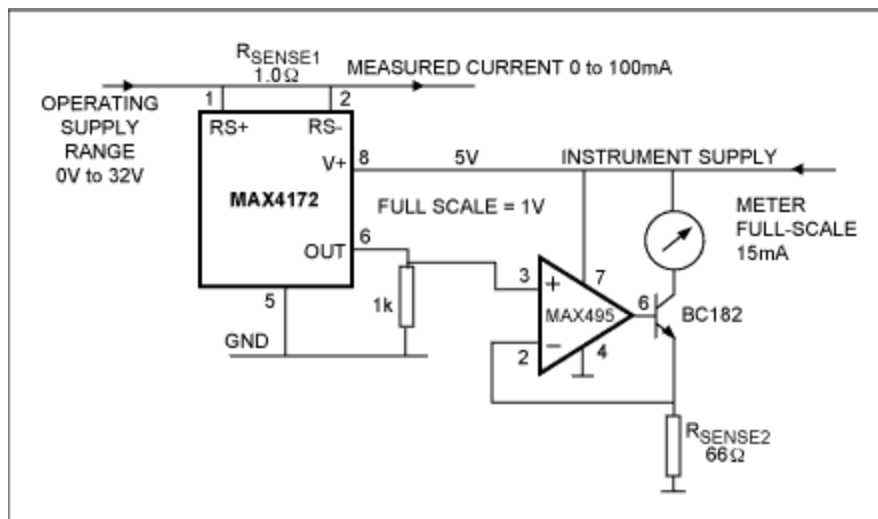 RSENSE1
1.0Ω
MEASURED CURRENT 0 to 100mA
OPERATING
SUPPLY
RANGE
0V to 32V
1
2
RS+
RS-
V+
8
5V
INSTRUMENT SUPPLY
MAX4172
FULL SCALE = 1V
METER
FULL-SCALE
15mA
OUT
6
5
1k
3
+
7
MAX495
6
BC182
GND
2
−
4
RSENSE2
66Ω